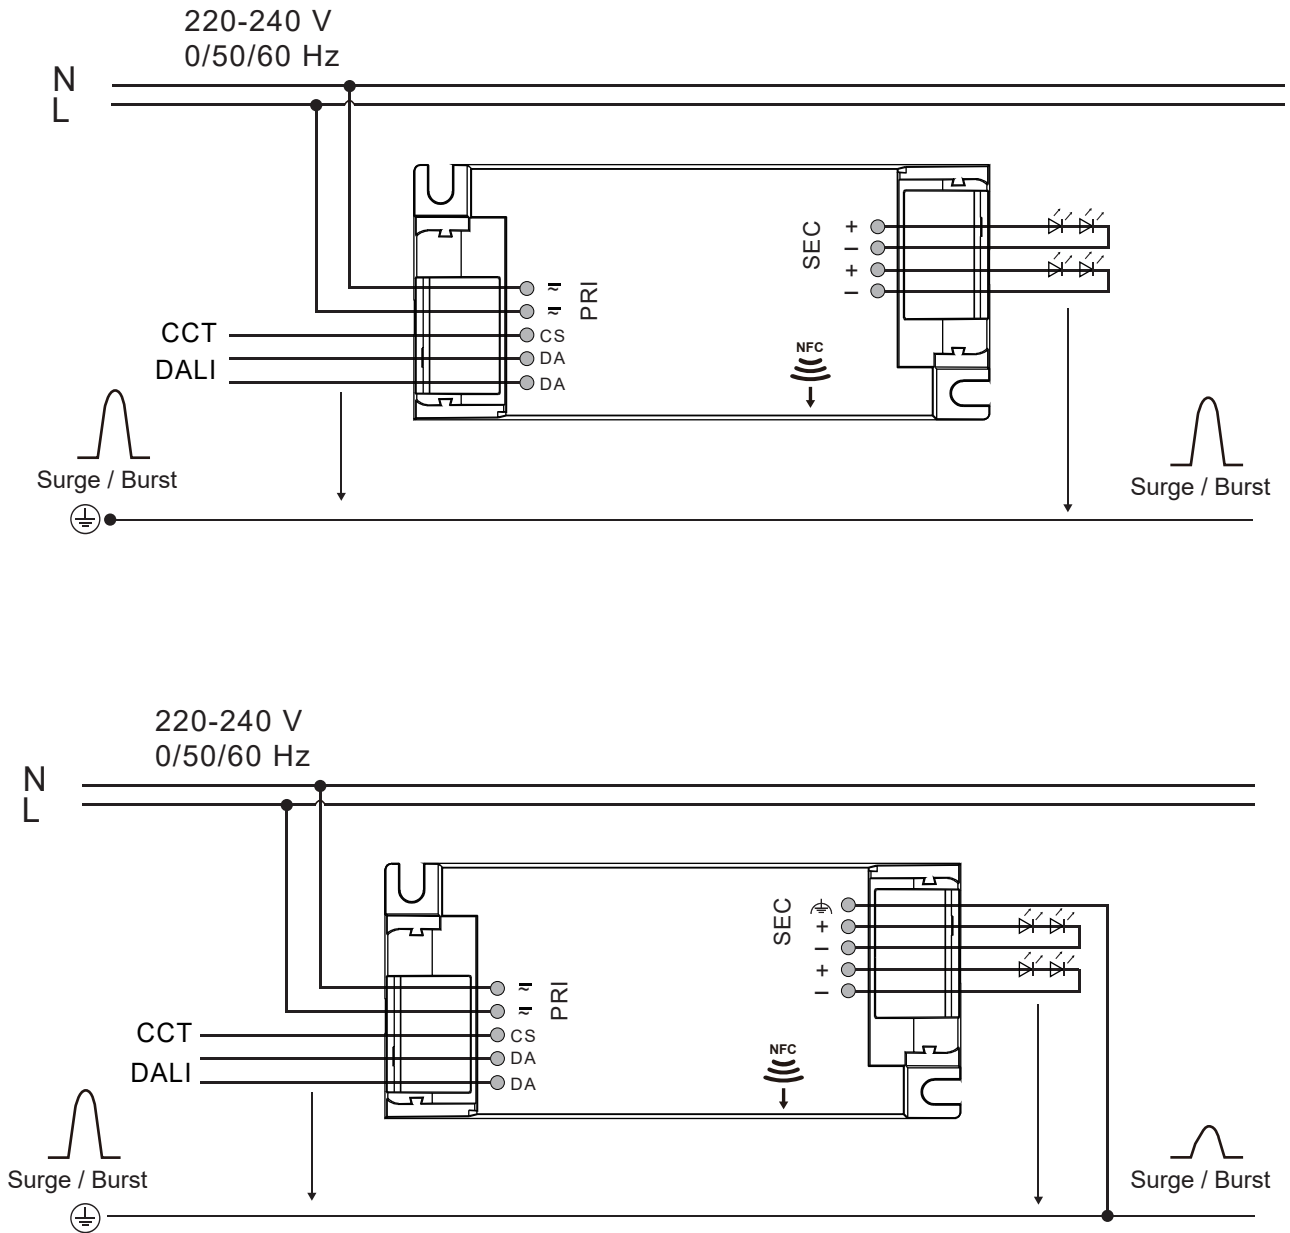 220-240 V
0/50/60 Hz
N
L
SEC
+
–
+
–
PRI
CCT
CS
DALI
DA
DA
NFC
Surge / Burst
Surge / Burst
220-240 V
0/50/60 Hz
N
L
SEC
+
–
+
–
PRI
CCT
CS
DALI
DA
DA
NFC
Surge / Burst
Surge / Burst